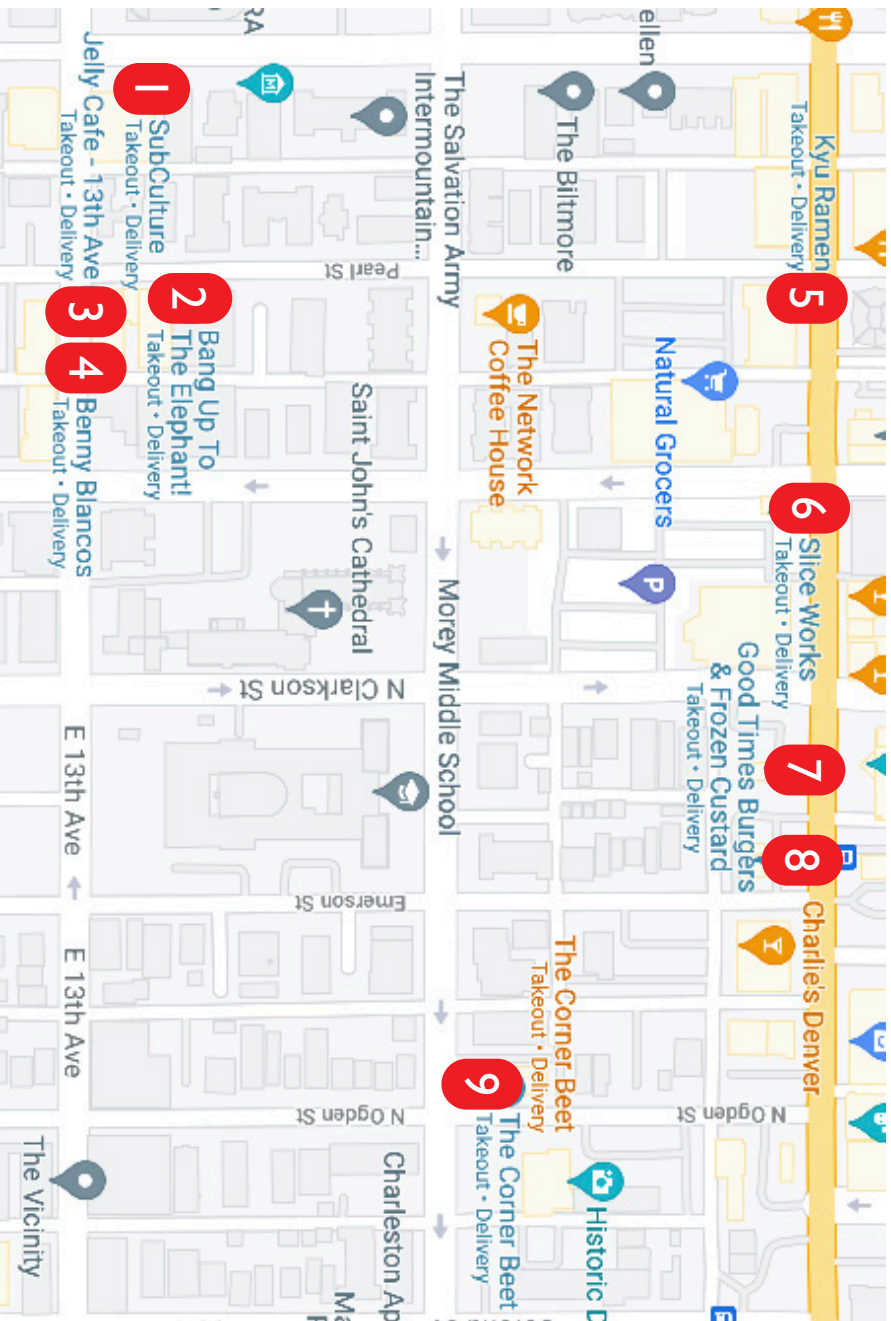 Kyu Ramen
Takeout • Delivery
5
6
Slice Works
Takeout • Delivery
7
8
Good Times Burgers
& Frozen Custard
Takeout • Delivery
Charlie's Denver
ellen
The Biltmore
Natural Grocers
P
The Network
Coffee House
The Corner Beet
Takeout • Delivery
9
The Corner Beet
Takeout • Delivery
Historic D
N Ogden St
The Salvation Army
Intermountain...
Morey Middle School
Pearl St
Saint John's Cathedral
N Clarkson St
Emerson St
N Ogden St
Charleston Ap
Ma
RA
M
1
SubCulture
Takeout • Delivery
2
Bang Up To
The Elephant!
Takeout • Delivery
Jelly Cafe - 13th Ave
Takeout • Delivery
3
4
Benny Blancos
Takeout • Delivery
E 13th Ave
E 13th Ave
The Vicinity